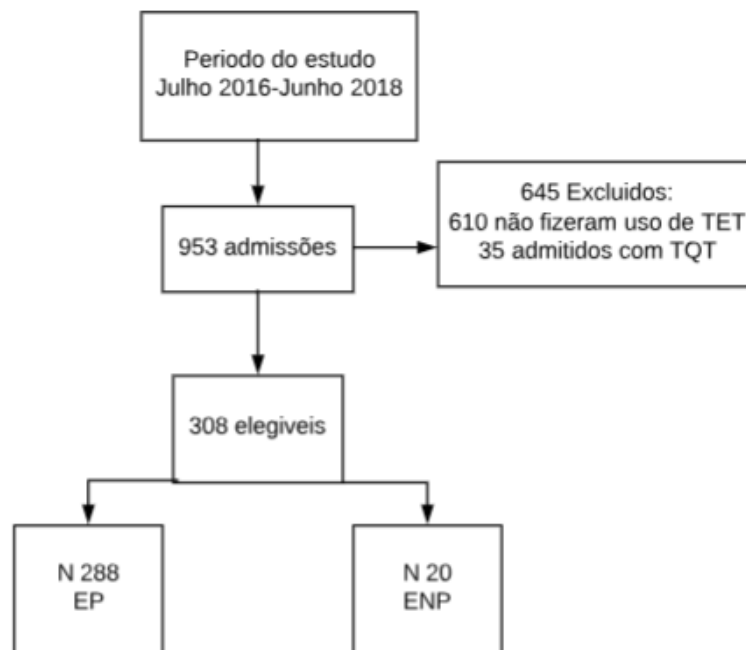 Periodo do estudo
Julho 2016-Junho 2018
645 Excluidos:
610 não fizeram uso de TET
35 admitidos com TQT
953 admissões
308 elegiveis
N 288
EP
N 20
ENP